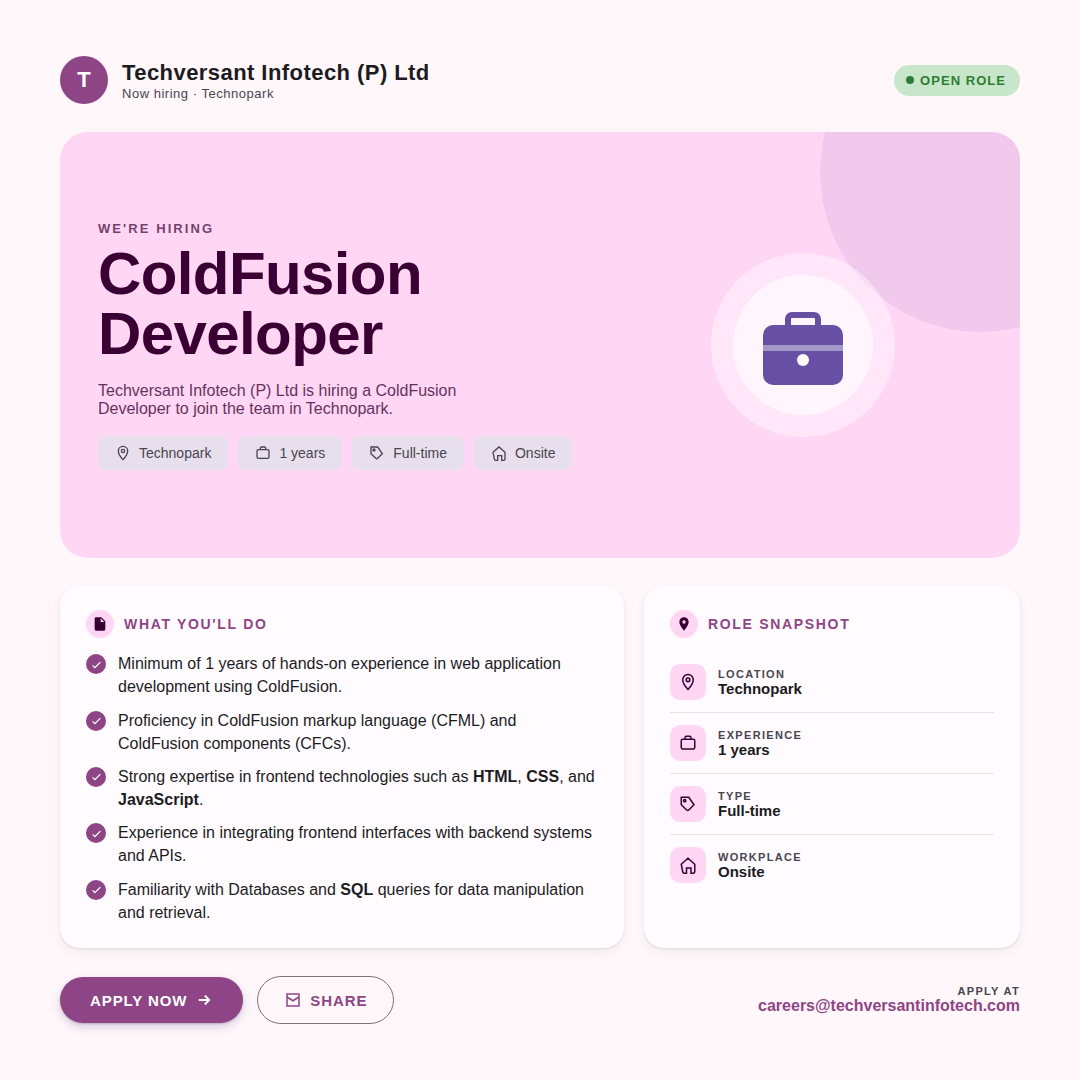 T
Techversant Infotech (P) Ltd
Now hiring · Technopark
OPEN ROLE
WE'RE HIRING
ColdFusion
Developer
Techversant Infotech (P) Ltd is hiring a ColdFusion
Developer to join the team in Technopark.
Technopark
1 years
Full-time
Onsite
WHAT YOU'LL DO
Minimum of 1 years of hands-on experience in web application
development using ColdFusion.
Proficiency in ColdFusion markup language (CFML) and
ColdFusion components (CFCs).
Strong expertise in frontend technologies such as HTML, CSS, and
JavaScript.
Experience in integrating frontend interfaces with backend systems
and APIs.
Familiarity with Databases and SQL queries for data manipulation
and retrieval.
ROLE SNAPSHOT
LOCATION
Technopark
EXPERIENCE
1 years
TYPE
Full-time
WORKPLACE
Onsite
APPLY NOW
SHARE
APPLY AT
careers@techversantinfotech.com